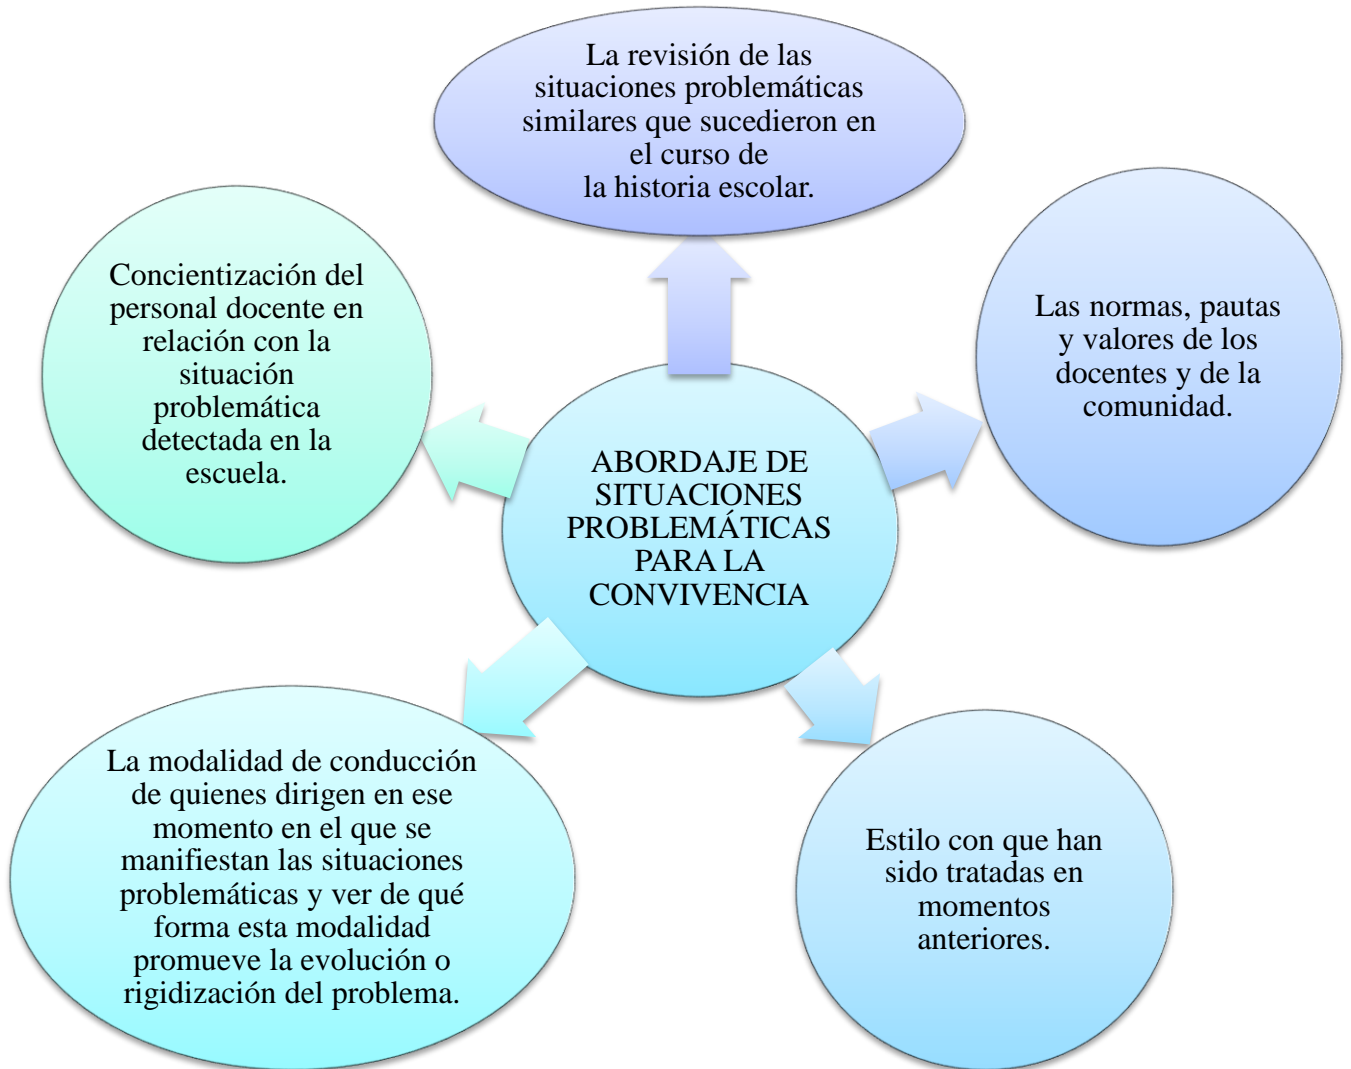 La revisión de las
situaciones problemáticas
similares que sucedieron en
el curso de
la historia escolar.
Concientización del
personal docente en
relación con la
situación
problemática
detectada en la
escuela.
Las normas, pautas
y valores de los
docentes y de la
comunidad.
ABORDAJE DE
SITUACIONES
PROBLEMÁTICAS
PARA LA
CONVIVENCIA
La modalidad de conducción
de quienes dirigen en ese
momento en el que se
manifiestan las situaciones
problemáticas y ver de qué
forma esta modalidad
promueve la evolución o
rigidización del problema.
Estilo con que han
sido tratadas en
momentos
anteriores.